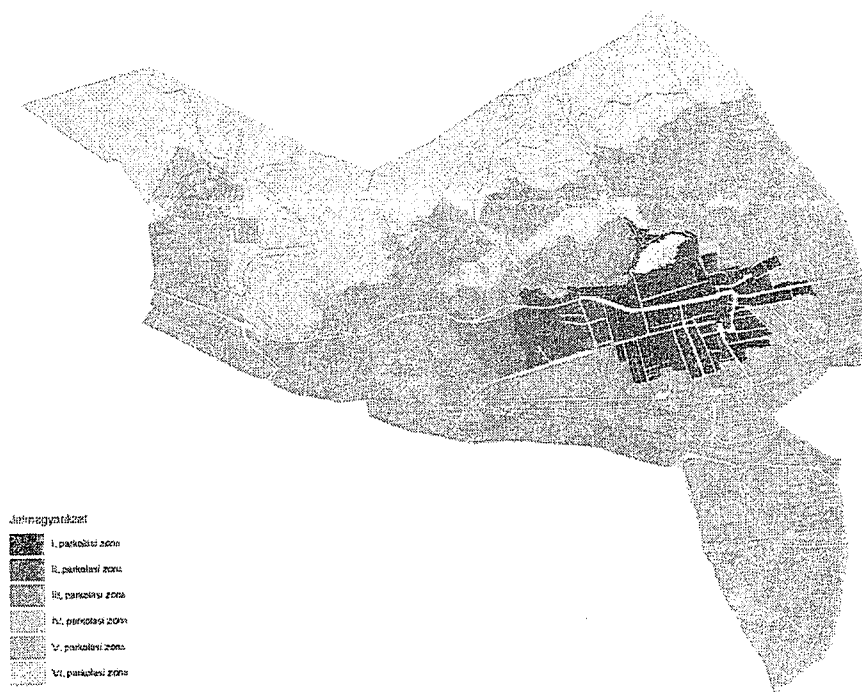 Jelmagyarázat
I. parkolási zóna
II. parkolási zóna
III. parkolási zóna
IV. parkolási zóna
V. parkolási zóna
VI. parkolási zóna